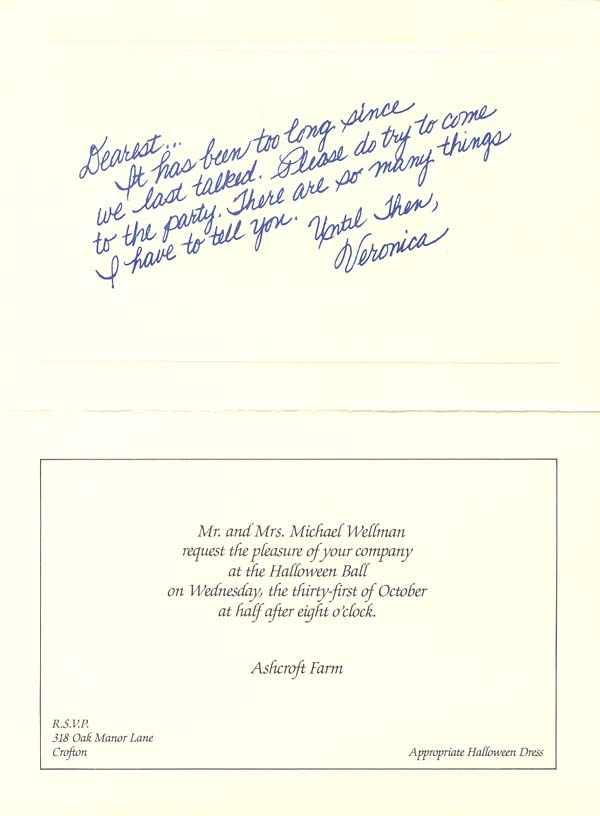 Dearest...
It has been too long since
we last talked. Please do try to come
to the party. There are so many things
I have to tell you.
Until Then,
Veronica
Mr. and Mrs. Michael Wellman
request the pleasure of your company
at the Halloween Ball
on Wednesday, the thirty-first of October
at half after eight o'clock.
Ashcroft Farm
R.S.V.P.
318 Oak Manor Lane
Crofton
Appropriate Halloween Dress